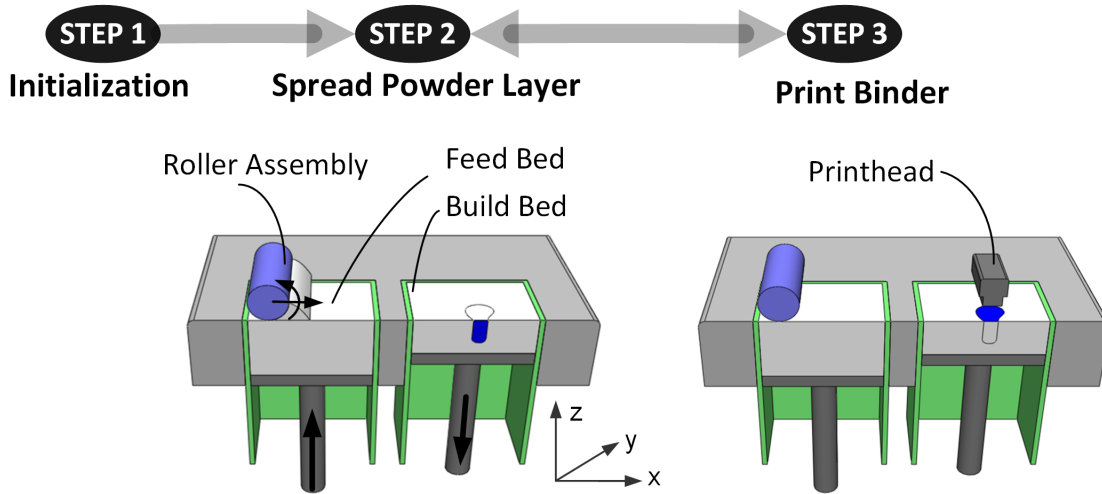 STEP 1
STEP 2
STEP 3
Initialization
Spread Powder Layer
Print Binder
Roller Assembly
Feed Bed
Build Bed
Printhead
z
y
x